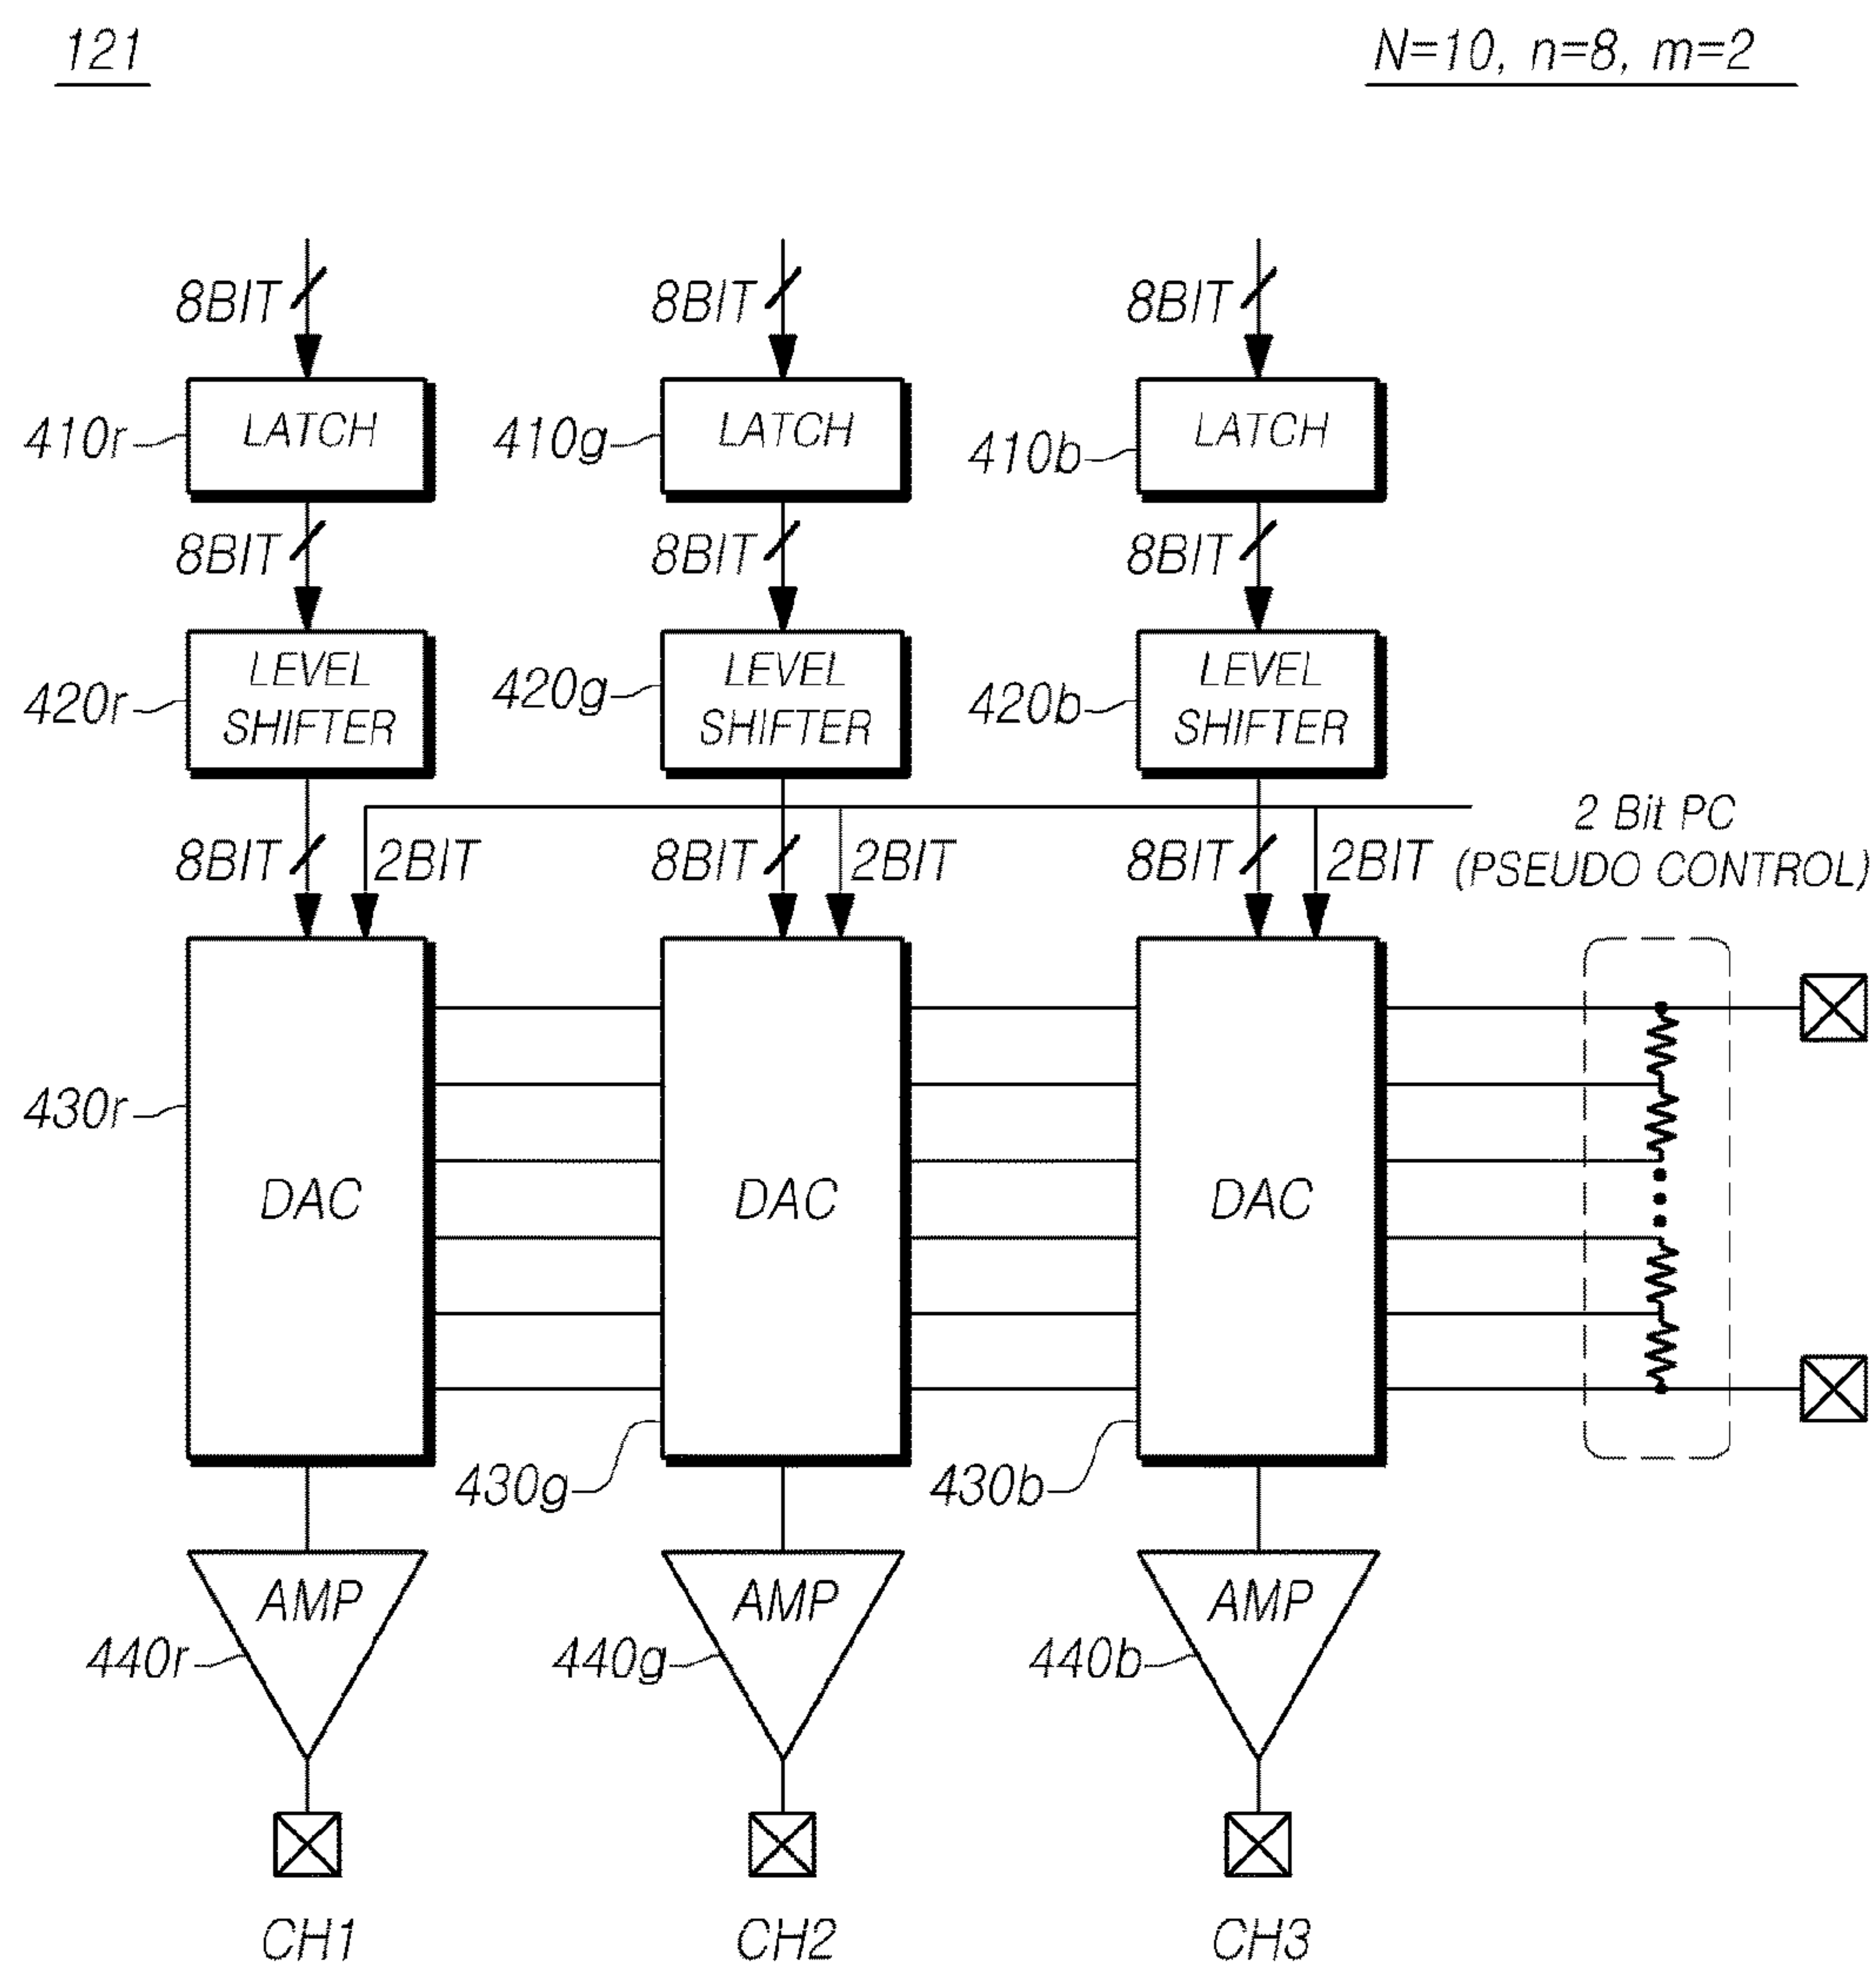 121
N=10, n=8, m=2
8BIT 8BIT 8BIT
410r LATCH 410g LATCH 410b LATCH
8BIT 8BIT 8BIT
420r LEVEL SHIFTER 420g LEVEL SHIFTER 420b LEVEL SHIFTER
2 Bit PC
(PSEUDO CONTROL)
8BIT 2BIT 8BIT 2BIT 8BIT 2BIT
430r DAC DAC DAC
430g 430b
AMP AMP AMP
440r 440g 440b
CH1 CH2 CH3